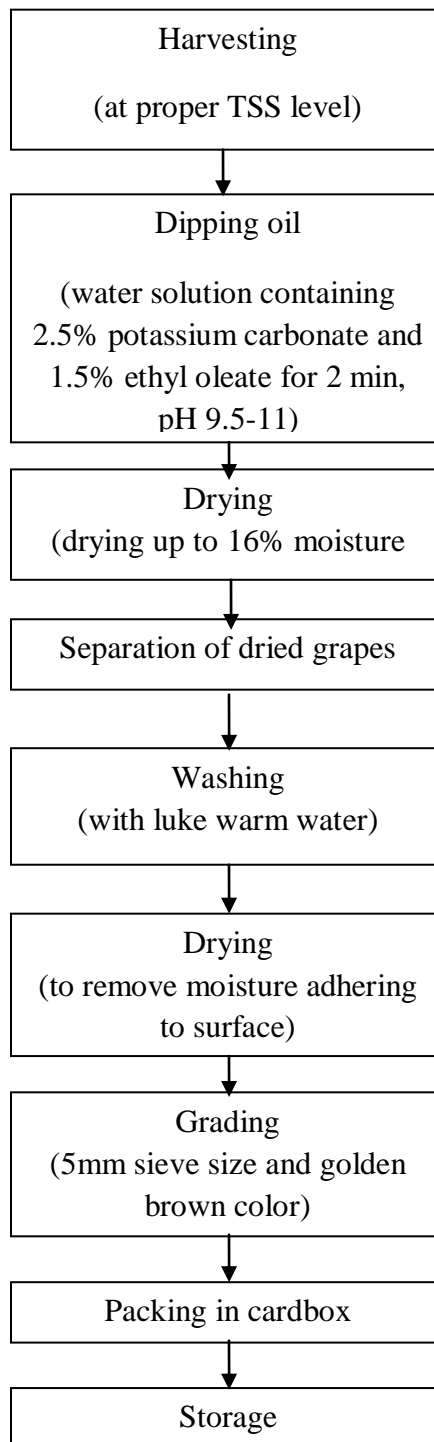 Harvesting
(at proper TSS level)
Dipping oil
(water solution containing
2.5% potassium carbonate and
1.5% ethyl oleate for 2 min,
pH 9.5-11)
Drying
(drying up to 16% moisture
Separation of dried grapes
Washing
(with luke warm water)
Drying
(to remove moisture adhering
to surface)
Grading
(5mm sieve size and golden
brown color)
Packing in cardbox
Storage